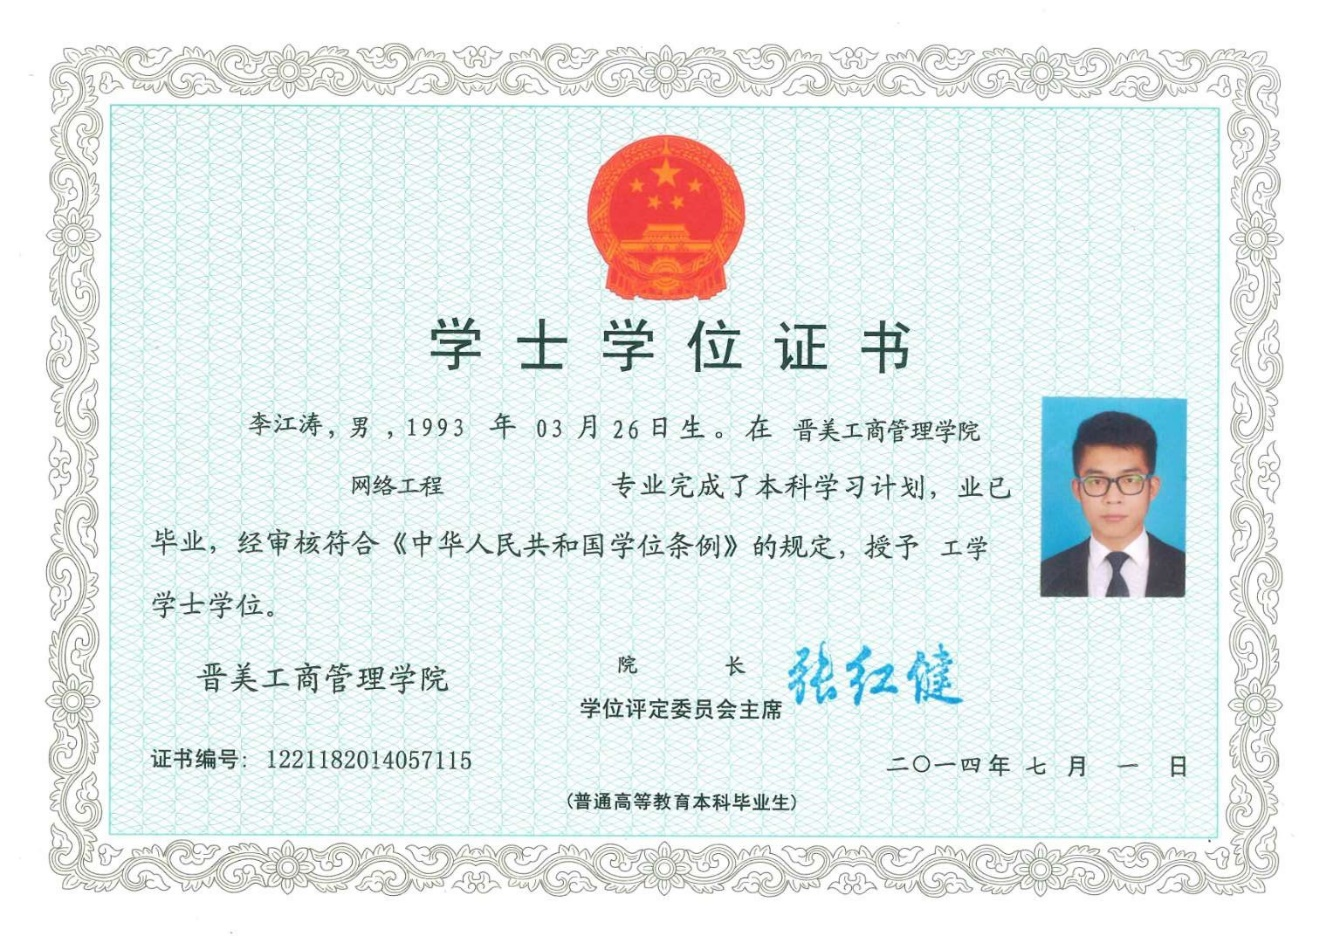 学士学位证书
李江涛，男，1993 年 03月26日生。在 晋美工商管理学院
网络工程 专业完成了本科学习计划，业已
毕业，经审核符合《中华人民共和国学位条例》的规定，授予 工学
学士学位。
晋美工商管理学院
院 长 张红健
学位评定委员会主席
证书编号：1221182014057115
二〇一四年 七 月 一 日
（普通高等教育本科毕业生）